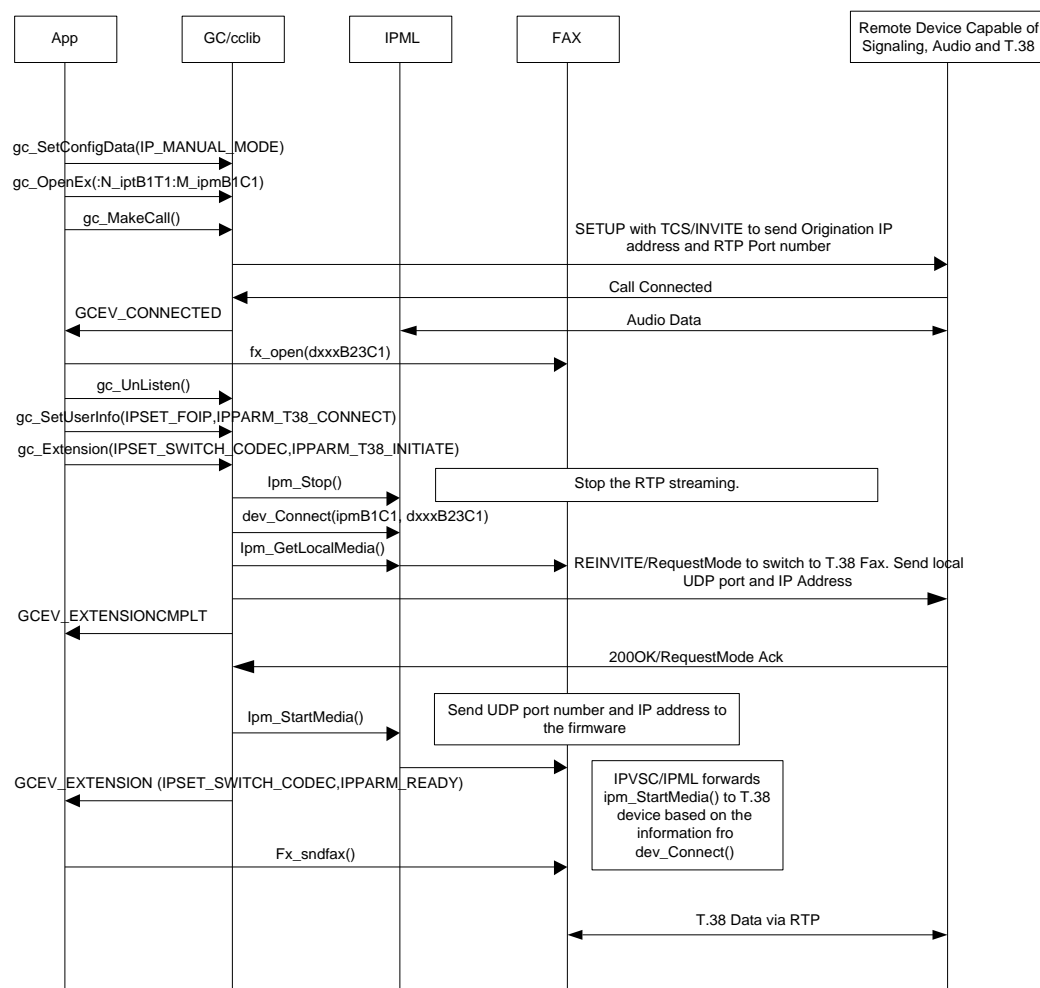 App
GC/cclib
IPML
FAX
Remote Device Capable of
Signaling, Audio and T.38
gc_SetConfigData(IP_MANUAL_MODE)
gc_OpenEx(:N_iptB1T1:M_ipmB1C1)
gc_MakeCall()
SETUP with TCS/INVITE to send Origination IP
address and RTP Port number
Call Connected
GCEV_CONNECTED
Audio Data
fx_open(dxxxB23C1)
gc_UnListen()
gc_SetUserInfo(IPSET_FOIP,IPPARM_T38_CONNECT)
gc_Extension(IPSET_SWITCH_CODEC,IPPARM_T38_INITIATE)
Ipm_Stop()
Stop the RTP streaming.
dev_Connect(ipmB1C1, dxxxB23C1)
Ipm_GetLocalMedia()
REINVITE/RequestMode to switch to T.38 Fax. Send local
UDP port and IP Address
GCEV_EXTENSIONCMPLT
200OK/RequestMode Ack
Ipm_StartMedia()
Send UDP port number and IP address to
the firmware
GCEV_EXTENSION (IPSET_SWITCH_CODEC,IPPARM_READY)
IPVSC/IPML forwards
ipm_StartMedia() to T.38
device based on the
information fro
dev_Connect()
Fx_sndfax()
T.38 Data via RTP